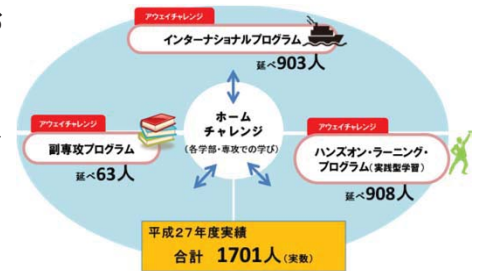 アウェイチャレンジ
インターナショナルプログラム
延べ903人
ホーム
チャレンジ
(各学部・専攻での学び)
アウェイチャレンジ
副専攻プログラム
延べ63人
アウェイチャレンジ
ハンズオン・ラーニング・
プログラム(実践型学習)
延べ908人
平成27年度実績
合計 1701人(実数)